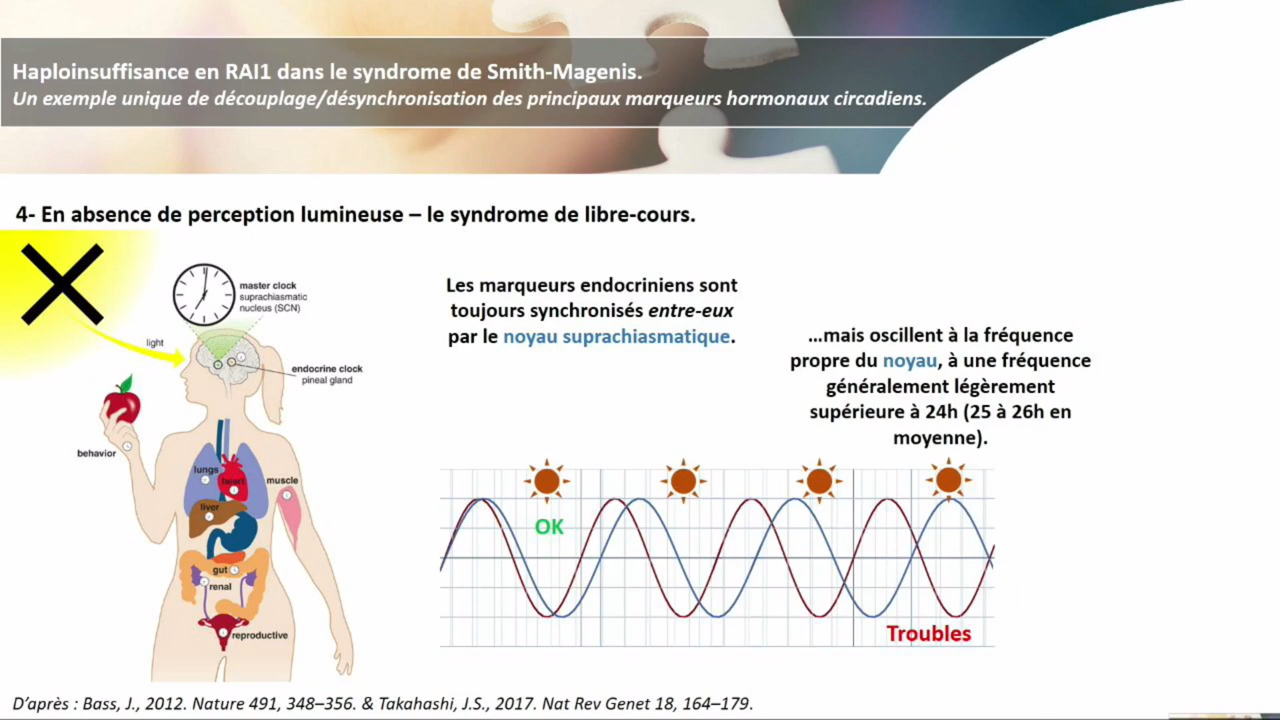 Haploinsuffisance en RAI1 dans le syndrome de Smith-Magenis.
Un exemple unique de découplage/désynchronisation des principaux marqueurs hormonaux circadiens.
4- En absence de perception lumineuse – le syndrome de libre-cours.
master clock
suprachiasmatic
nucleus (SCN)
light
endocrine clock
pineal gland
behavior
lungs
heart
muscle
liver
gut
renal
reproductive
Les marqueurs endocriniens sont
toujours synchronisés entre-eux
par le noyau suprachiasmatique.
...mais oscillent à la fréquence
propre du noyau, à une fréquence
généralement légèrement
supérieure à 24h (25 à 26h en
moyenne).
OK
Troubles
D'après : Bass, J., 2012. Nature 491, 348–356. & Takahashi, J.S., 2017. Nat Rev Genet 18, 164–179.